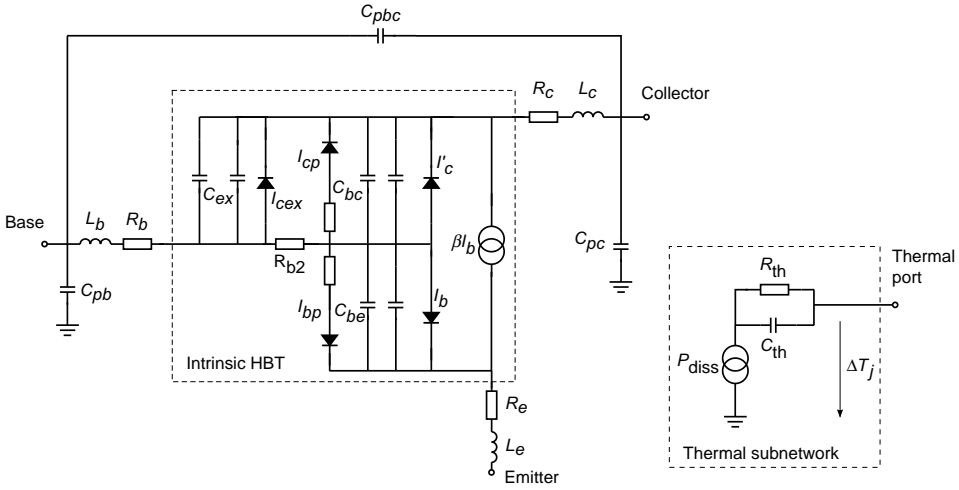 Cpbc
Rc
Lc
Collector
Icp
I'c
Cex
Icex
Cbc
Base
Lb
Rb
Rb2
βIb
Cpc
Cpb
Ibp
Cbe
Ib
Intrinsic HBT
Re
Le
Emitter
Thermal
port
Rth
Cth
Pdiss
ΔTj
Thermal subnetwork